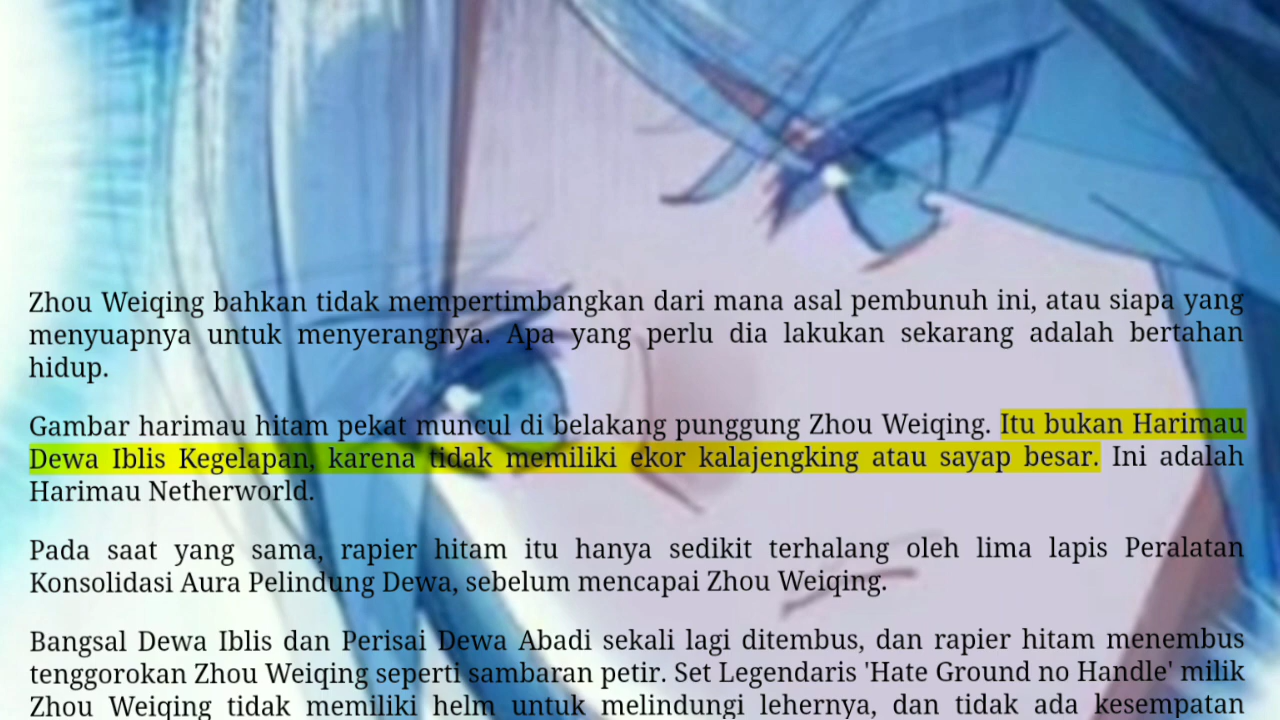 Zhou Weiqing bahkan tidak mempertimbangkan dari mana asal pembunuh ini, atau siapa yang
menyuapnya untuk menyerangnya. Apa yang perlu dia lakukan sekarang adalah bertahan
hidup.
Gambar harimau hitam pekat muncul di belakang punggung Zhou Weiqing. Itu bukan Harimau
Dewa Iblis Kegelapan, karena tidak memiliki ekor kalajengking atau sayap besar. Ini adalah
Harimau Netherworld.
Pada saat yang sama, rapier hitam itu hanya sedikit terhalang oleh lima lapis Peralatan
Konsolidasi Aura Pelindung Dewa, sebelum mencapai Zhou Weiqing.
Bangsal Dewa Iblis dan Perisai Dewa Abadi sekali lagi ditembus, dan rapier hitam menembus
tenggorokan Zhou Weiqing seperti sambaran petir. Set Legendaris 'Hate Ground no Handle' milik
Zhou Weiqing tidak memiliki helm untuk melindungi lehernya, dan tidak ada kesempatan